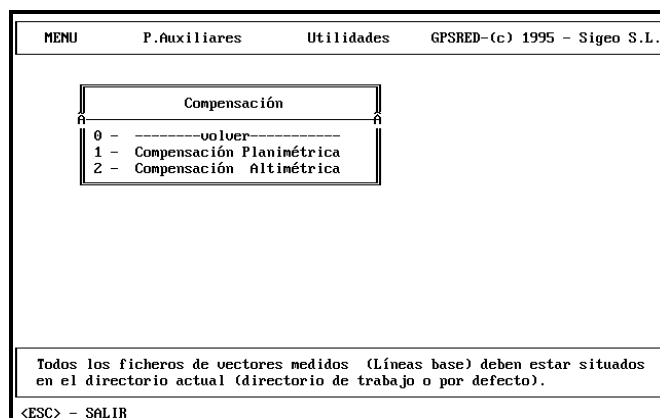 MENU P.Auxiliares Utilidades GPSRED-(c) 1995 - Sigeo S.L.
Compensación
Â Â
0 - --------volver-----------
1 - Compensación Planimétrica
2 - Compensación Altimétrica
Todos los ficheros de vectores medidos (Líneas base) deben estar situados
en el directorio actual (directorio de trabajo o por defecto).
<ESC> - SALIR